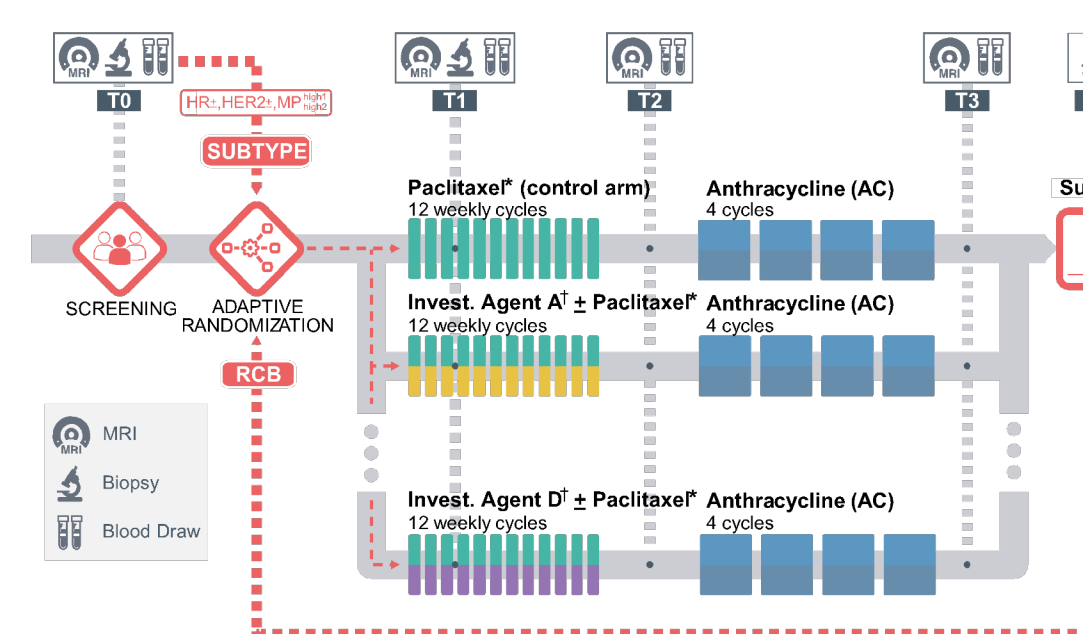 MRI
MRI
MRI
MRI
T0
T1
T2
T3
HR±,HER2±,MP high1
high2
SUBTYPE
Paclitaxel* (control arm)
12 weekly cycles
Anthracycline (AC)
4 cycles
Su
SCREENING
ADAPTIVE
RANDOMIZATION
Invest. Agent A† ± Paclitaxel*
12 weekly cycles
Anthracycline (AC)
4 cycles
RCB
MRI
MRI
Biopsy
Blood Draw
Invest. Agent D† ± Paclitaxel*
12 weekly cycles
Anthracycline (AC)
4 cycles